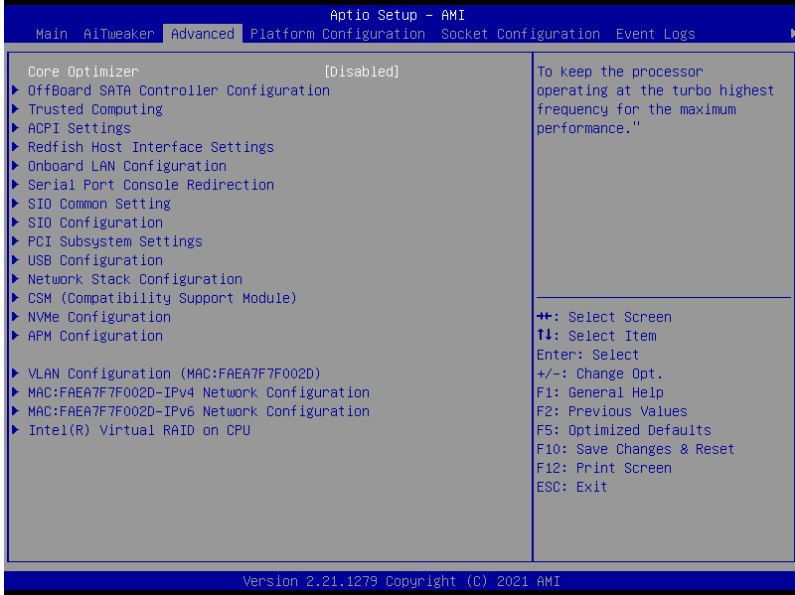 Aptio Setup - AMI
Main AiTweaker Advanced Platform Configuration Socket Configuration Event Logs
Core Optimizer [Disabled]
OffBoard SATA Controller Configuration
Trusted Computing
ACPI Settings
Redfish Host Interface Settings
Onboard LAN Configuration
Serial Port Console Redirection
SIO Common Setting
SIO Configuration
PCI Subsystem Settings
USB Configuration
Network Stack Configuration
CSM (Compatibility Support Module)
NVMe Configuration
APM Configuration
VLAN Configuration (MAC:FAEA7F7F002D)
MAC:FAEA7F7F002D-IPv4 Network Configuration
MAC:FAEA7F7F002D-IPv6 Network Configuration
Intel(R) Virtual RAID on CPU
To keep the processor
operating at the turbo highest
frequency for the maximum
performance."
→←: Select Screen
↑↓: Select Item
Enter: Select
+/-: Change Opt.
F1: General Help
F2: Previous Values
F5: Optimized Defaults
F10: Save Changes & Reset
F12: Print Screen
ESC: Exit
Version 2.21.1279 Copyright (C) 2021 AMI